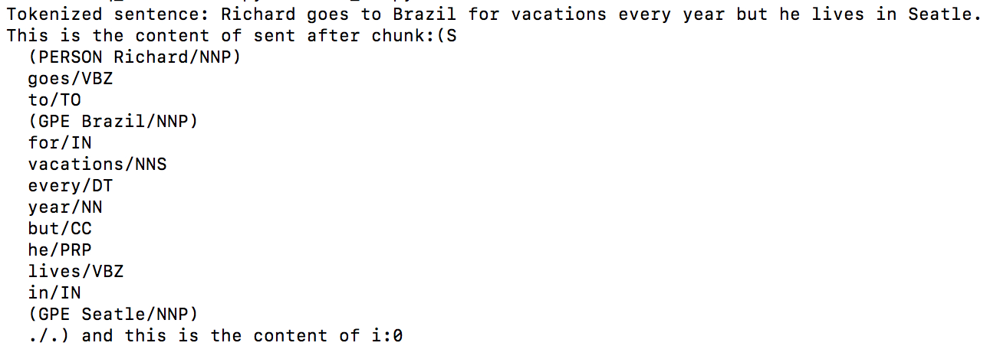 Tokenized sentence: Richard goes to Brazil for vacations every year but he lives in Seatle.
This is the content of sent after chunk:(S
  (PERSON Richard/NNP)
  goes/VBZ
  to/TO
  (GPE Brazil/NNP)
  for/IN
  vacations/NNS
  every/DT
  year/NN
  but/CC
  he/PRP
  lives/VBZ
  in/IN
  (GPE Seatle/NNP)
  ./.) and this is the content of i:0